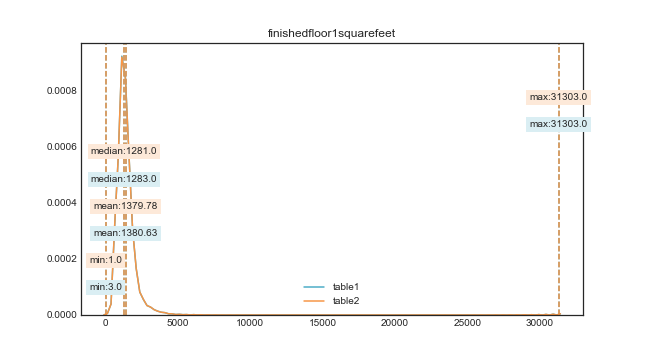 finishedfloor1squarefeet
0.0008
0.0006
0.0004
0.0002
0.0000
max:31303.0
max:31303.0
median:1281.0
median:1283.0
mean:1379.78
mean:1380.63
min:1.0
min:3.0
table1
table2
0
5000
10000
15000
20000
25000
30000